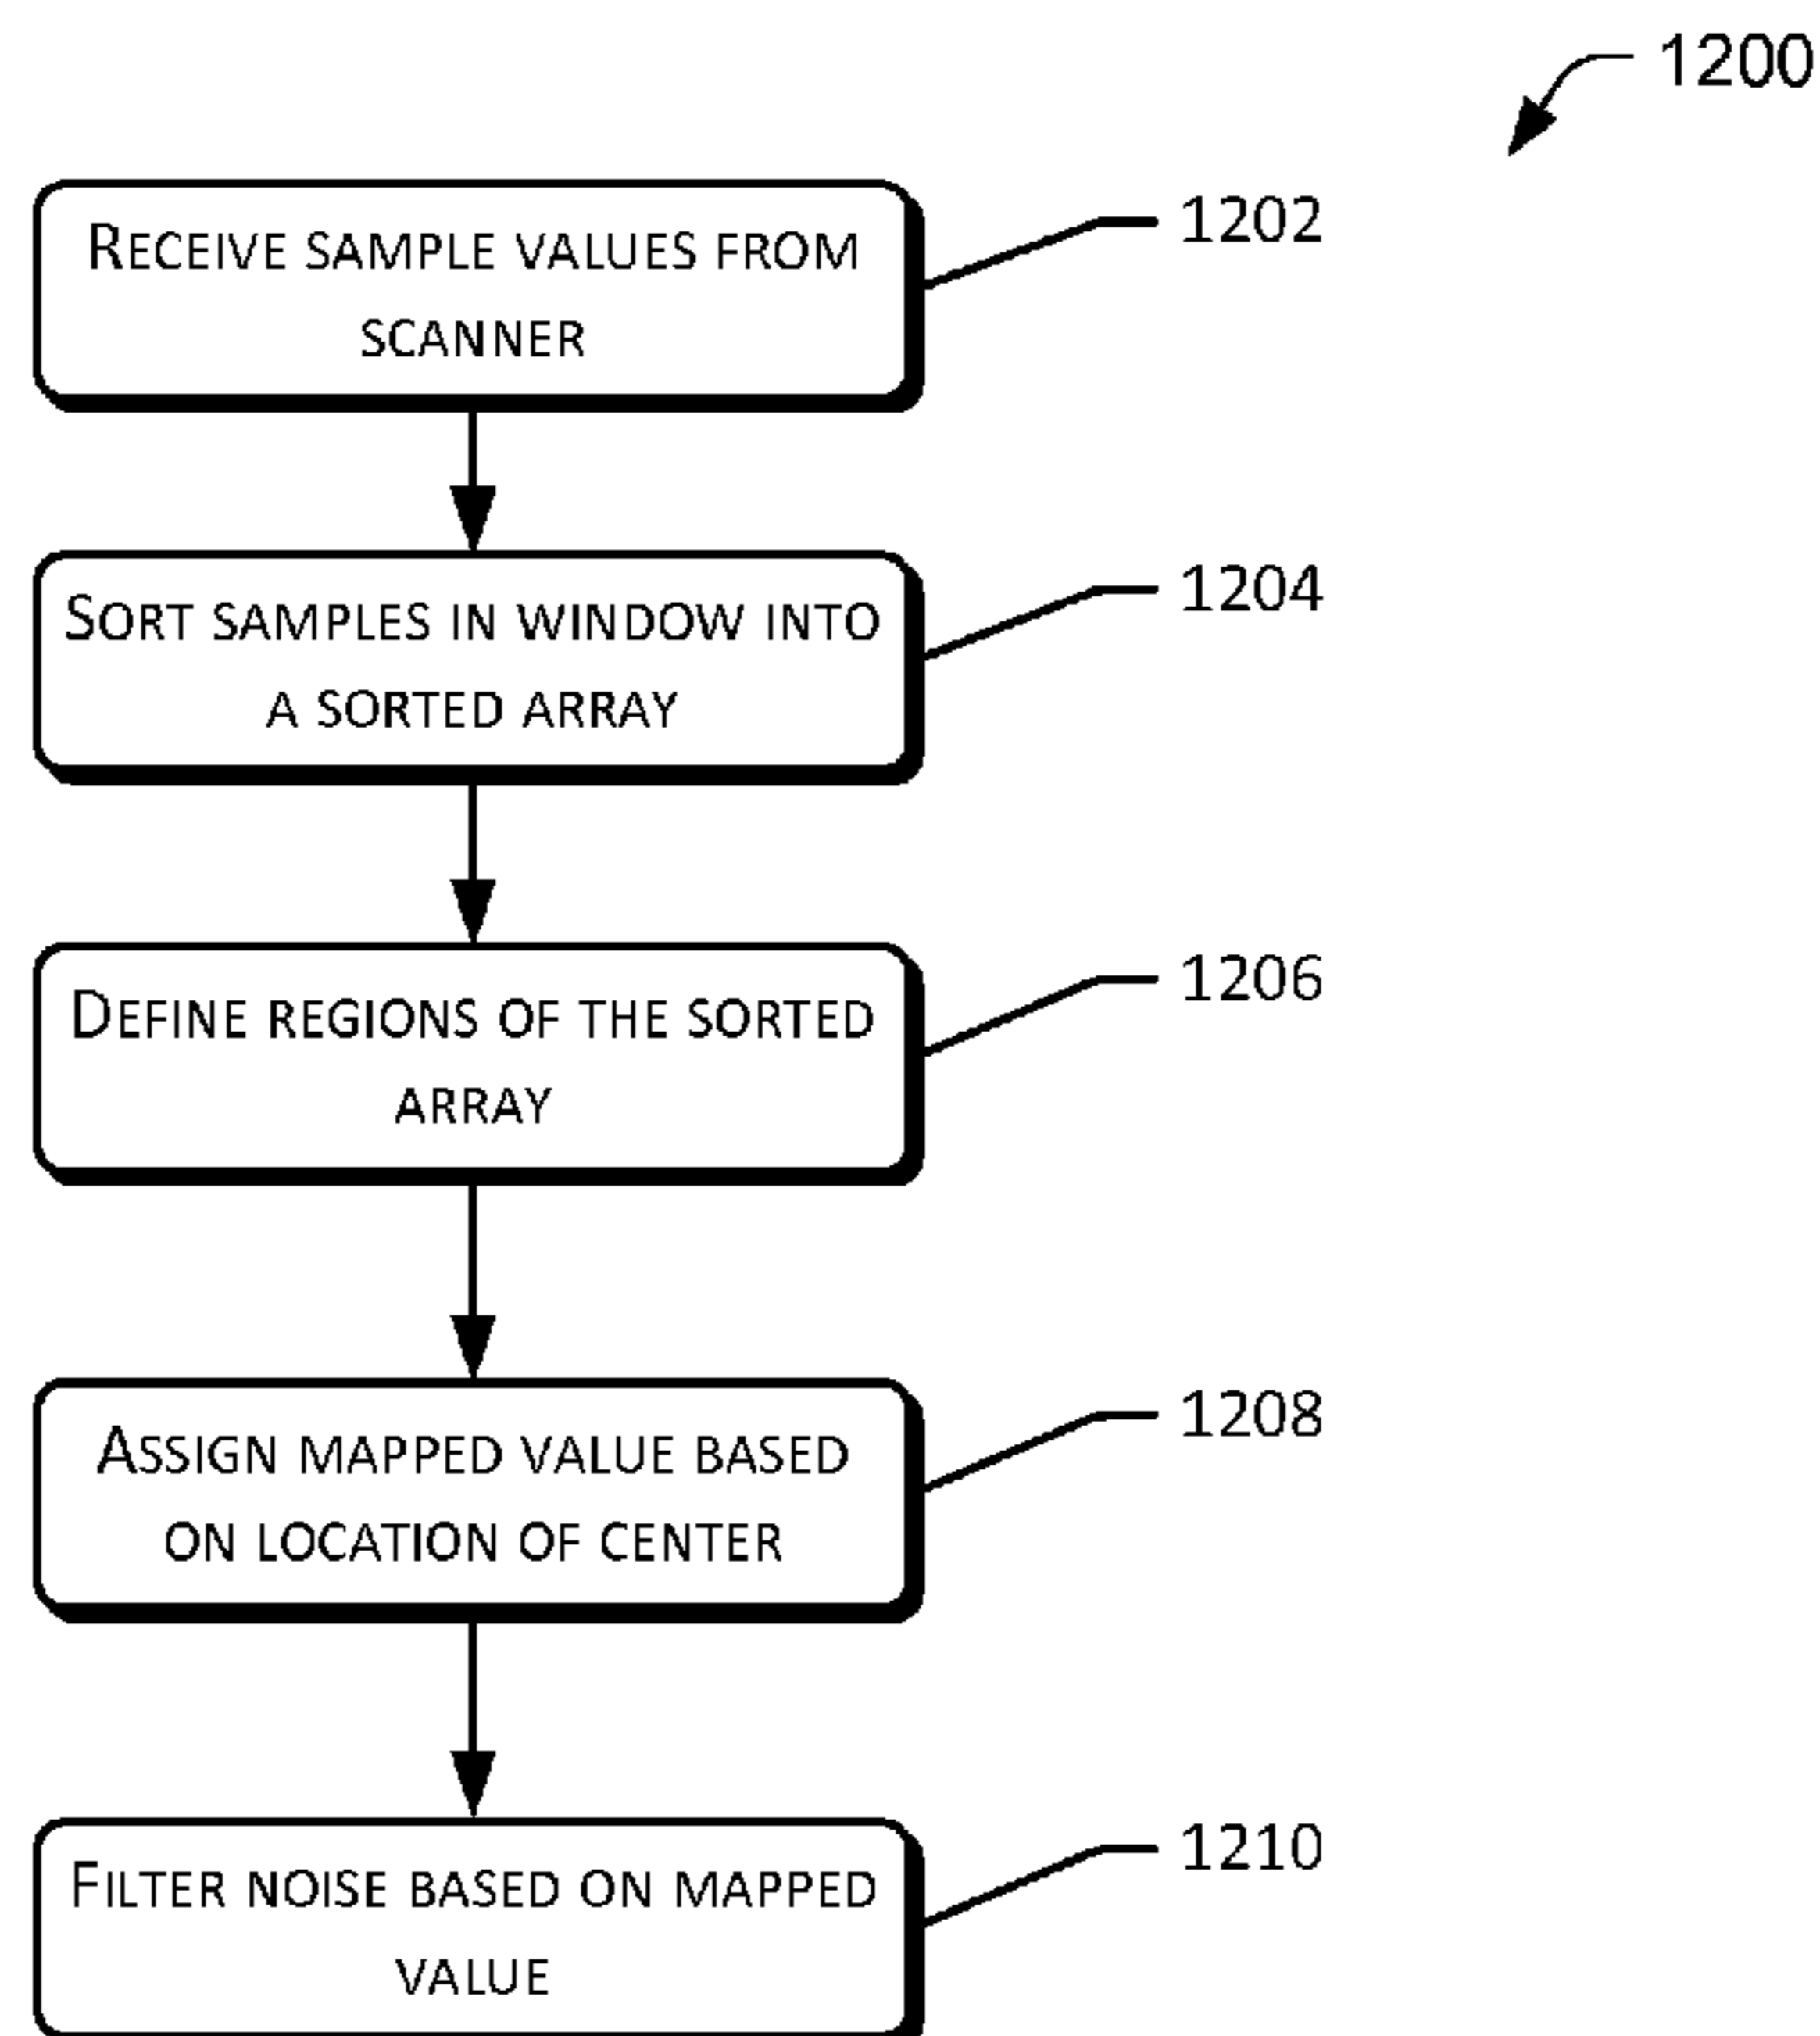 1200
RECEIVE SAMPLE VALUES FROM
SCANNER
1202
SORT SAMPLES IN WINDOW INTO
A SORTED ARRAY
1204
DEFINE REGIONS OF THE SORTED
ARRAY
1206
ASSIGN MAPPED VALUE BASED
ON LOCATION OF CENTER
1208
FILTER NOISE BASED ON MAPPED
VALUE
1210